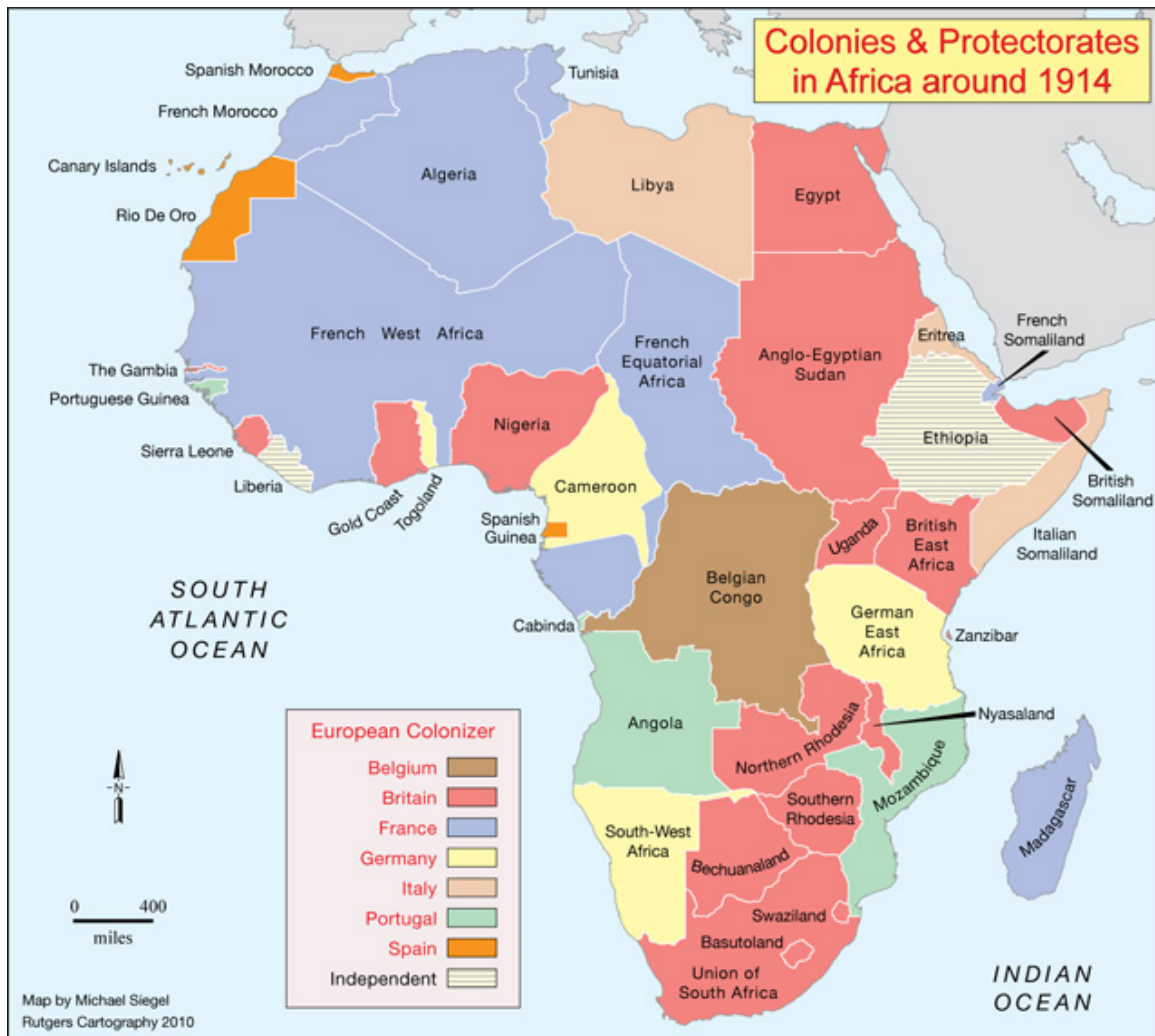 Colonies & Protectorates
in Africa around 1914
Spanish Morocco
French Morocco
Tunisia
Canary Islands
Algeria
Libya
Egypt
Rio De Oro
French West Africa
French
Equatorial
Africa
Anglo-Egyptian
Sudan
Eritrea
French
Somaliland
The Gambia
Portuguese Guinea
Sierra Leone
Liberia
Gold Coast
Togoland
Nigeria
Cameroon
Spanish
Guinea
Ethiopia
British
Somaliland
Italian
Somaliland
Uganda
British
East
Africa
Belgian
Congo
SOUTH
ATLANTIC
OCEAN
Cabinda
German
East
Africa
Zanzibar
Angola
Northern Rhodesia
Nyasaland
Mozambique
Southern
Rhodesia
South-West
Africa
Bechuanaland
Madagascar
Swaziland
Basutoland
Union of
South Africa
INDIAN
OCEAN
European Colonizer
Belgium
Britain
France
Germany
Italy
Portugal
Spain
Independent
N
0 400
miles
Map by Michael Siegel
Rutgers Cartography 2010